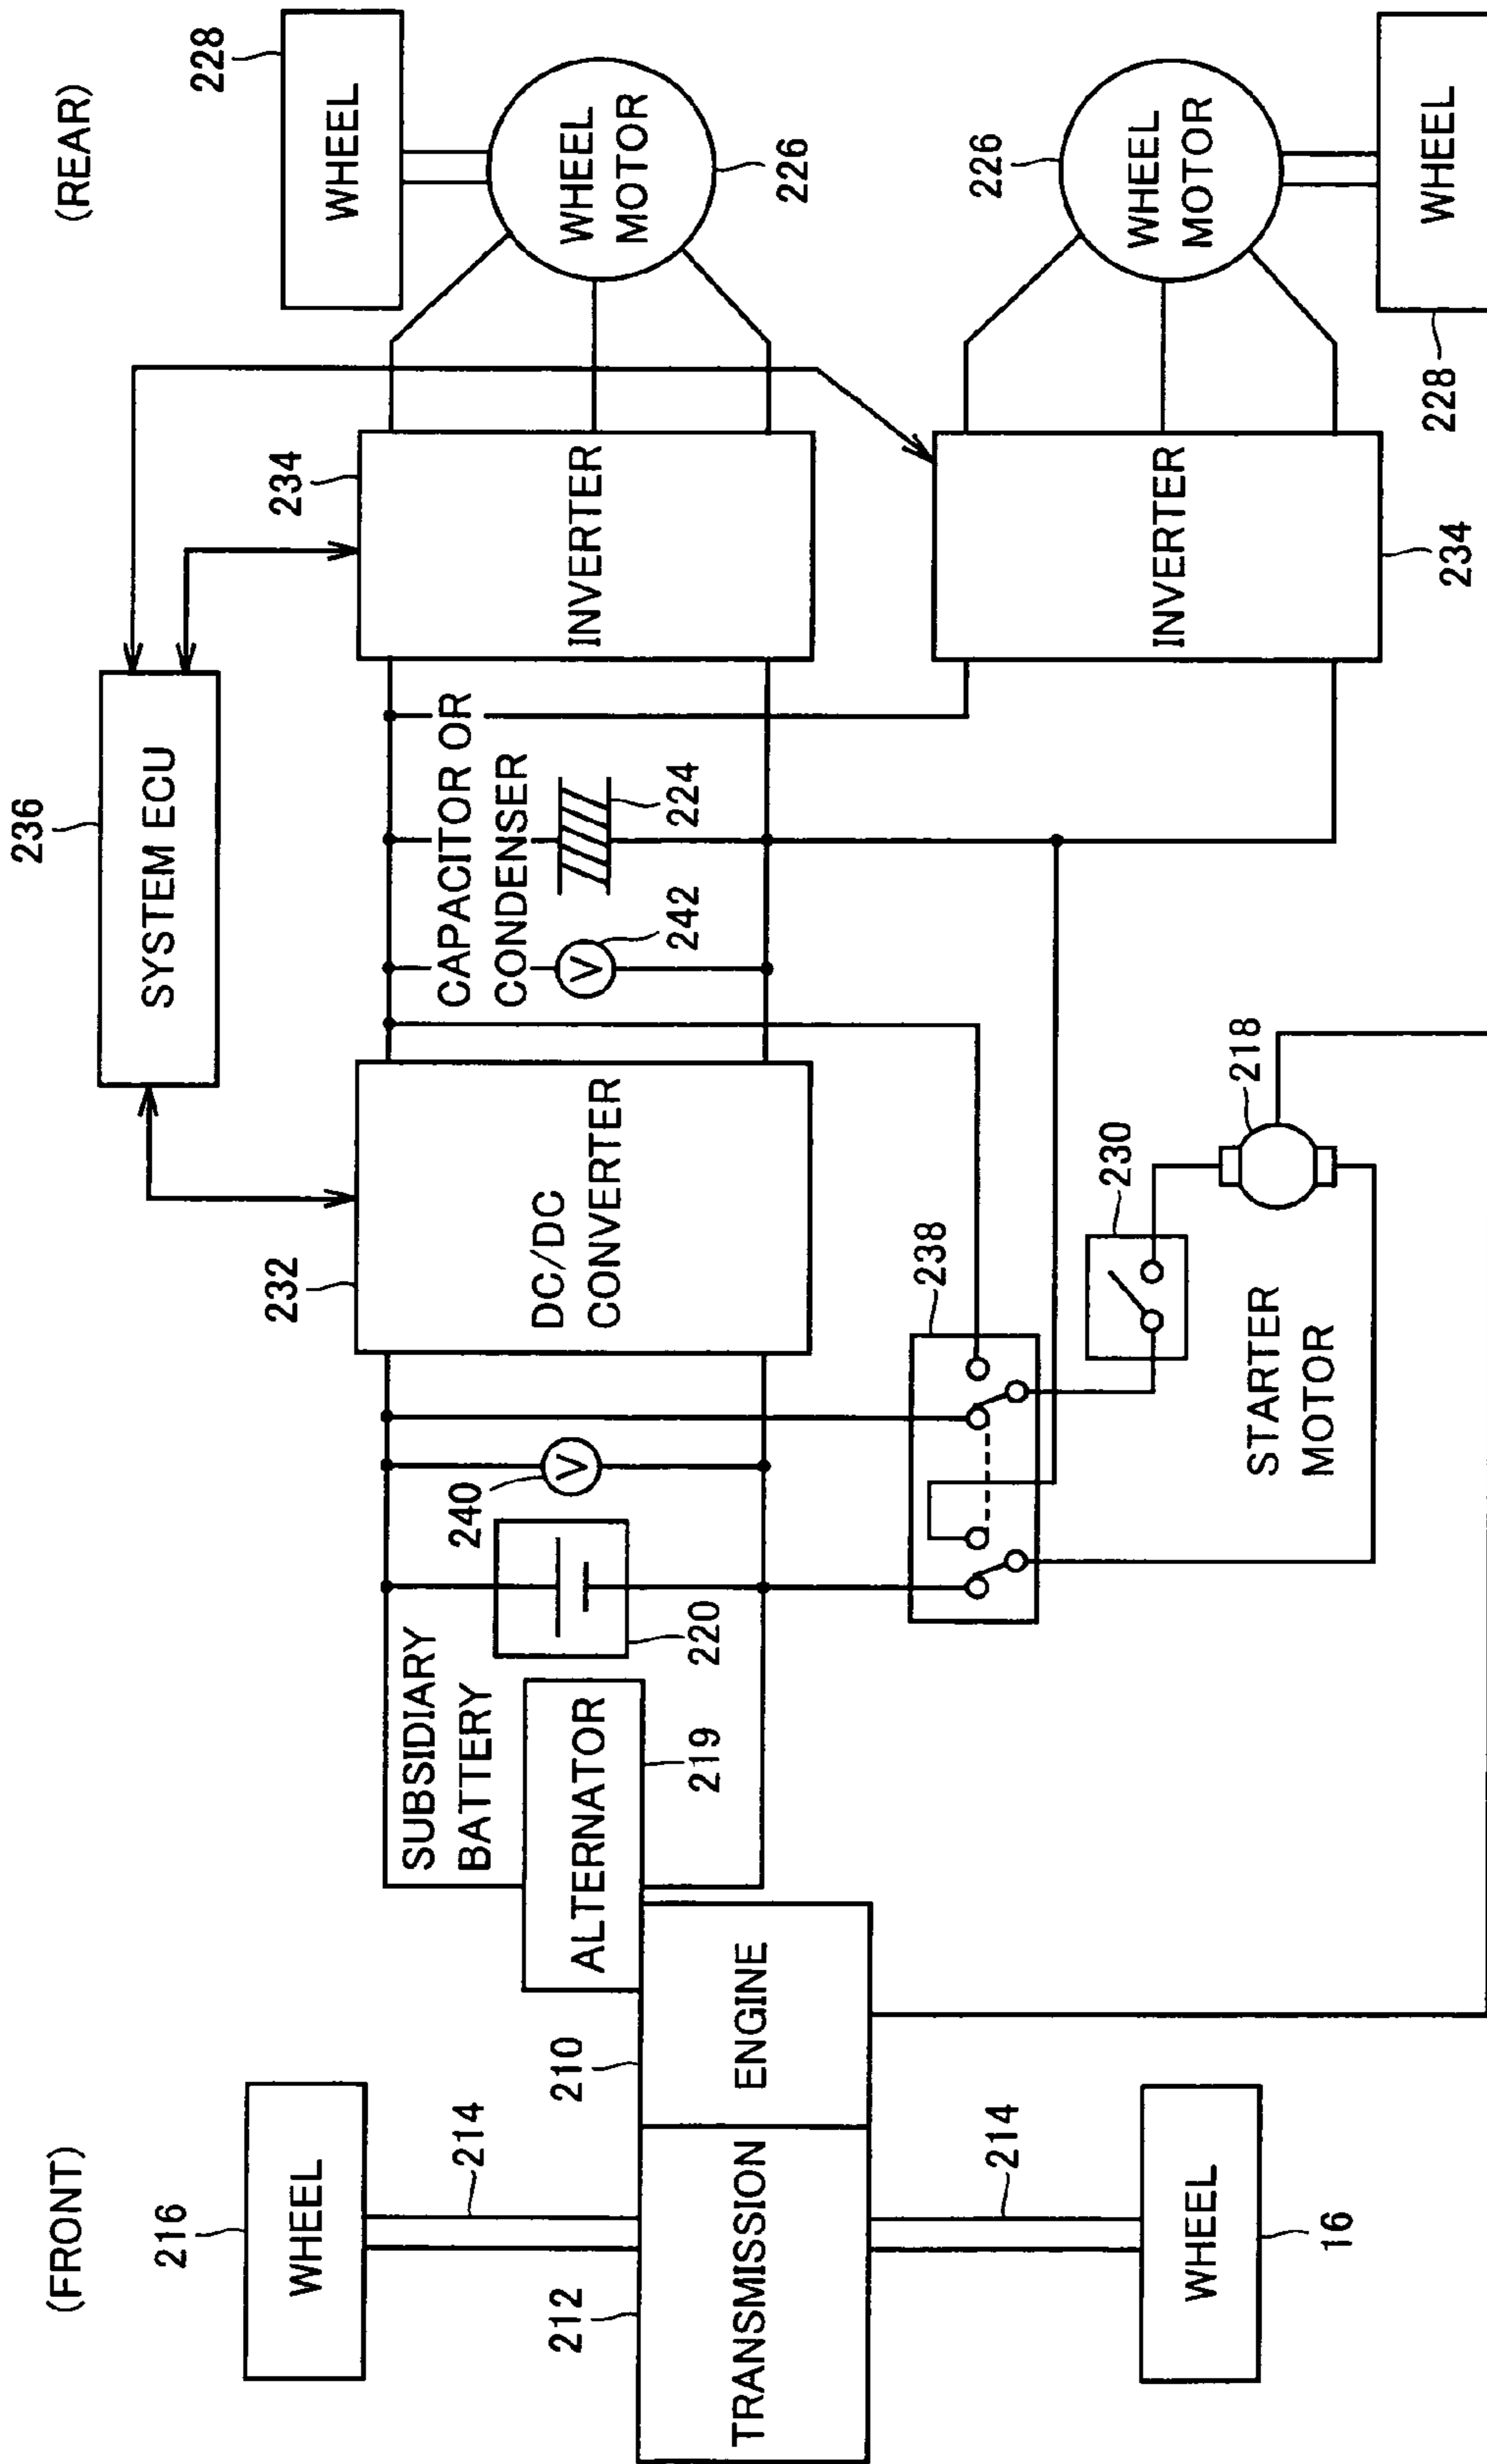 (FRONT)
(REAR)
236
SYSTEM ECU
216
WHEEL
228
WHEEL
214
232
DC/DC
CONVERTER
234
INVERTER
WHEEL
MOTOR
226
SUBSIDIARY
BATTERY
220
240
V
CAPACITOR OR
CONDENSER
242
V
224
ALTERNATOR
219
212
TRANSMISSION
210
ENGINE
214
WHEEL
16
238
230
218
STARTER
MOTOR
INVERTER
234
226
WHEEL
MOTOR
228
WHEEL